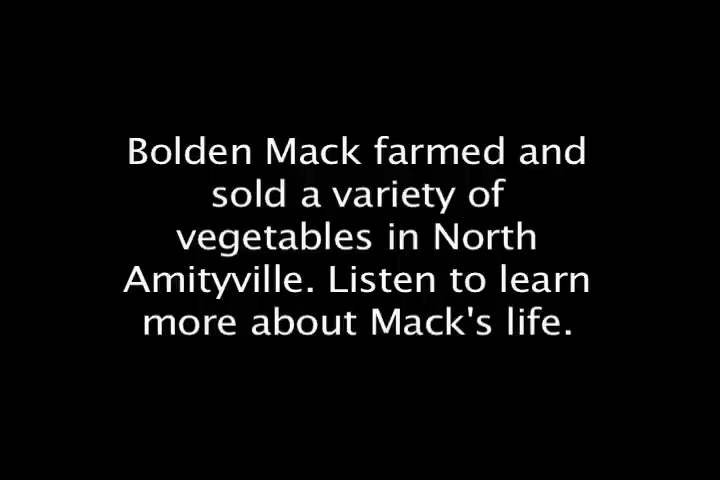 Bolden Mack farmed and
sold a variety of
vegetables in North
Amityville. Listen to learn
more about Mack's life.